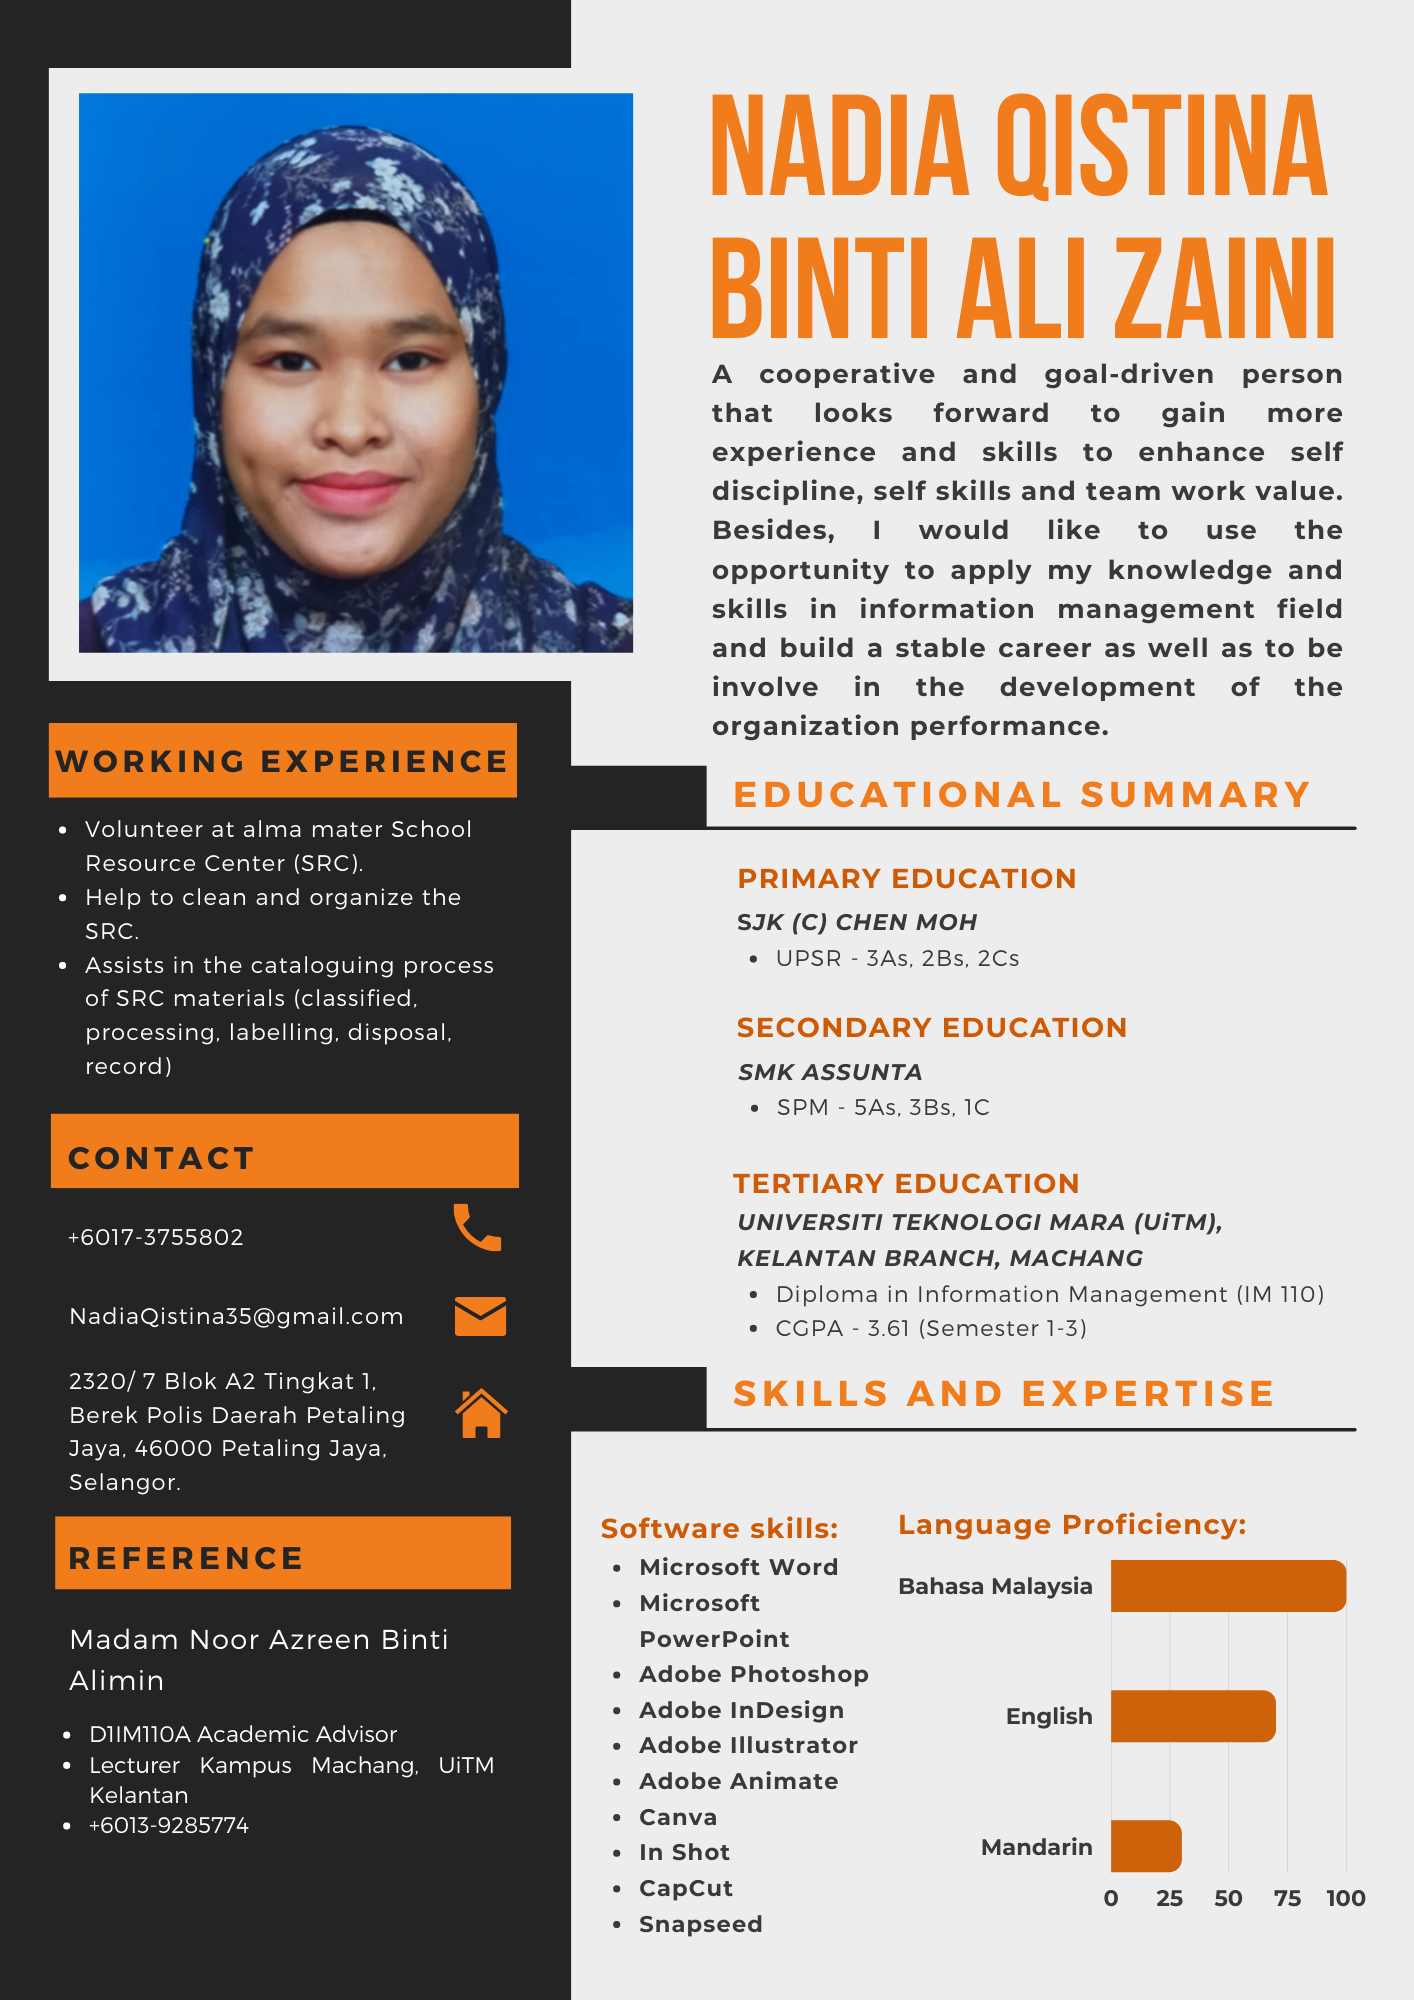 NADIA QISTINA
BINTI ALI ZAINI
A cooperative and goal-driven person
that looks forward to gain more
experience and skills to enhance self
discipline, self skills and team work value.
Besides, I would like to use the
opportunity to apply my knowledge and
skills in information management field
and build a stable career as well as to be
involve in the development of the
organization performance.
WORKING EXPERIENCE
• Volunteer at alma mater School
Resource Center (SRC).
• Help to clean and organize the
SRC.
• Assists in the cataloguing process
of SRC materials (classified,
processing, labelling, disposal,
record)
CONTACT
+6017-3755802
NadiaQistina35@gmail.com
2320/ 7 Blok A2 Tingkat 1,
Berek Polis Daerah Petaling
Jaya, 46000 Petaling Jaya,
Selangor.
REFERENCE
Madam Noor Azreen Binti
Alimin
• D1IM110A Academic Advisor
• Lecturer Kampus Machang, UiTM
Kelantan
• +6013-9285774
EDUCATIONAL SUMMARY
PRIMARY EDUCATION
SJK (C) CHEN MOH
• UPSR - 3As, 2Bs, 2Cs
SECONDARY EDUCATION
SMK ASSUNTA
• SPM - 5As, 3Bs, 1C
TERTIARY EDUCATION
UNIVERSITI TEKNOLOGI MARA (UiTM),
KELANTAN BRANCH, MACHANG
• Diploma in Information Management (IM 110)
• CGPA - 3.61 (Semester 1-3)
SKILLS AND EXPERTISE
Software skills:
• Microsoft Word
• Microsoft
PowerPoint
• Adobe Photoshop
• Adobe InDesign
• Adobe Illustrator
• Adobe Animate
• Canva
• In Shot
• CapCut
• Snapseed
Language Proficiency:
Bahasa Malaysia
English
Mandarin
0 25 50 75 100